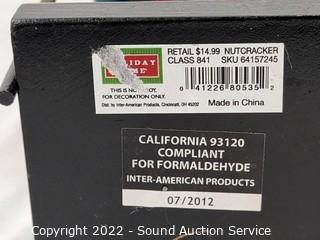 HOLIDAY HOME
THIS IS NOT A TOY.
FOR DECORATION ONLY.
Dist. by Inter-American Products, Cincinnati, OH 45202
RETAIL $14.99 NUTCRACKER
CLASS 841 SKU 64157245
0 41226 80535 2
Made in China
CALIFORNIA 93120
COMPLIANT
FOR FORMALDEHYDE
INTER-AMERICAN PRODUCTS
07/2012
Copyright © 2022 - Sound Auction Service